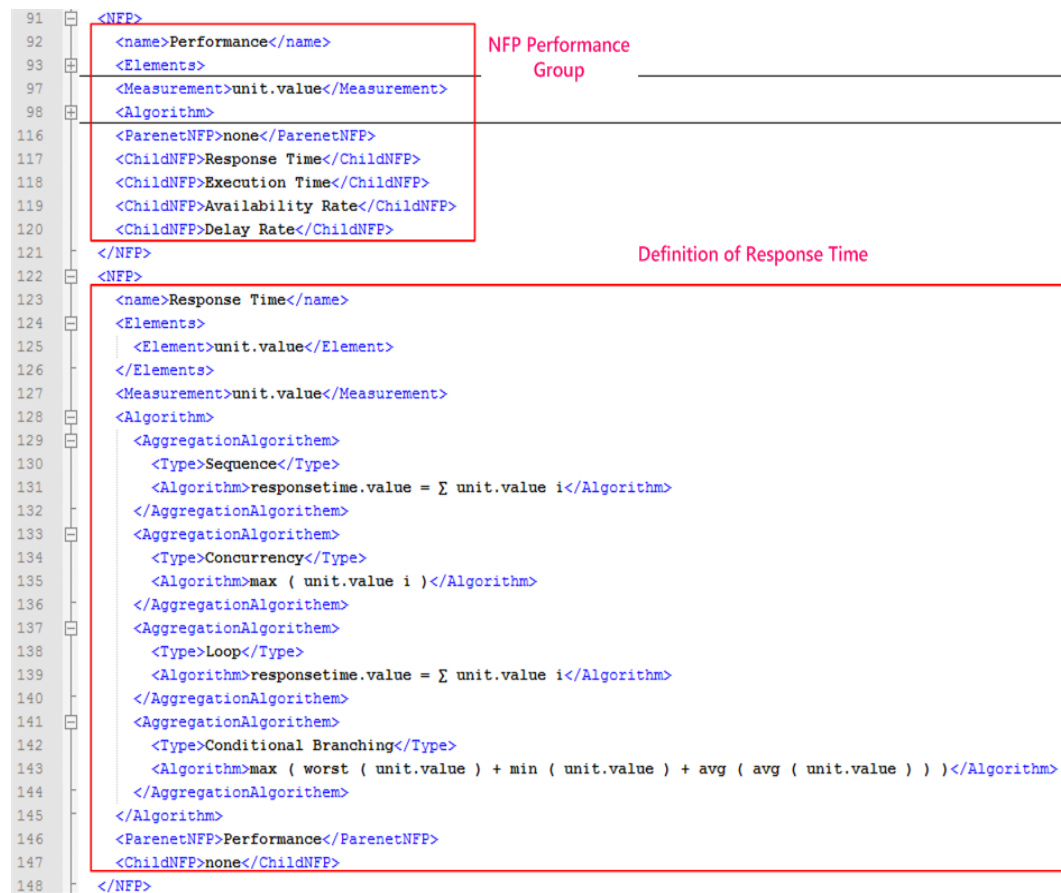 91 <NFP>
92 <name>Performance</name>
NFP Performance
Group
93 <Elements>
97 <Measurement>unit.value</Measurement>
98 <Algorithm>
116 <ParenetNFP>none</ParenetNFP>
117 <ChildNFP>Response Time</ChildNFP>
118 <ChildNFP>Execution Time</ChildNFP>
119 <ChildNFP>Availability Rate</ChildNFP>
120 <ChildNFP>Delay Rate</ChildNFP>
121 </NFP>
Definition of Response Time
122 <NFP>
123 <name>Response Time</name>
124 <Elements>
125 <Element>unit.value</Element>
126 </Elements>
127 <Measurement>unit.value</Measurement>
128 <Algorithm>
129 <AggregationAlgorithem>
130 <Type>Sequence</Type>
131 <Algorithm>responsetime.value = ∑ unit.value i</Algorithm>
132 </AggregationAlgorithem>
133 <AggregationAlgorithem>
134 <Type>Concurrency</Type>
135 <Algorithm>max ( unit.value i )</Algorithm>
136 </AggregationAlgorithem>
137 <AggregationAlgorithem>
138 <Type>Loop</Type>
139 <Algorithm>responsetime.value = ∑ unit.value i</Algorithm>
140 </AggregationAlgorithem>
141 <AggregationAlgorithem>
142 <Type>Conditional Branching</Type>
143 <Algorithm>max ( worst ( unit.value ) + min ( unit.value ) + avg ( avg ( unit.value ) ) )</Algorithm>
144 </AggregationAlgorithem>
145 </Algorithm>
146 <ParenetNFP>Performance</ParenetNFP>
147 <ChildNFP>none</ChildNFP>
148 </NFP>